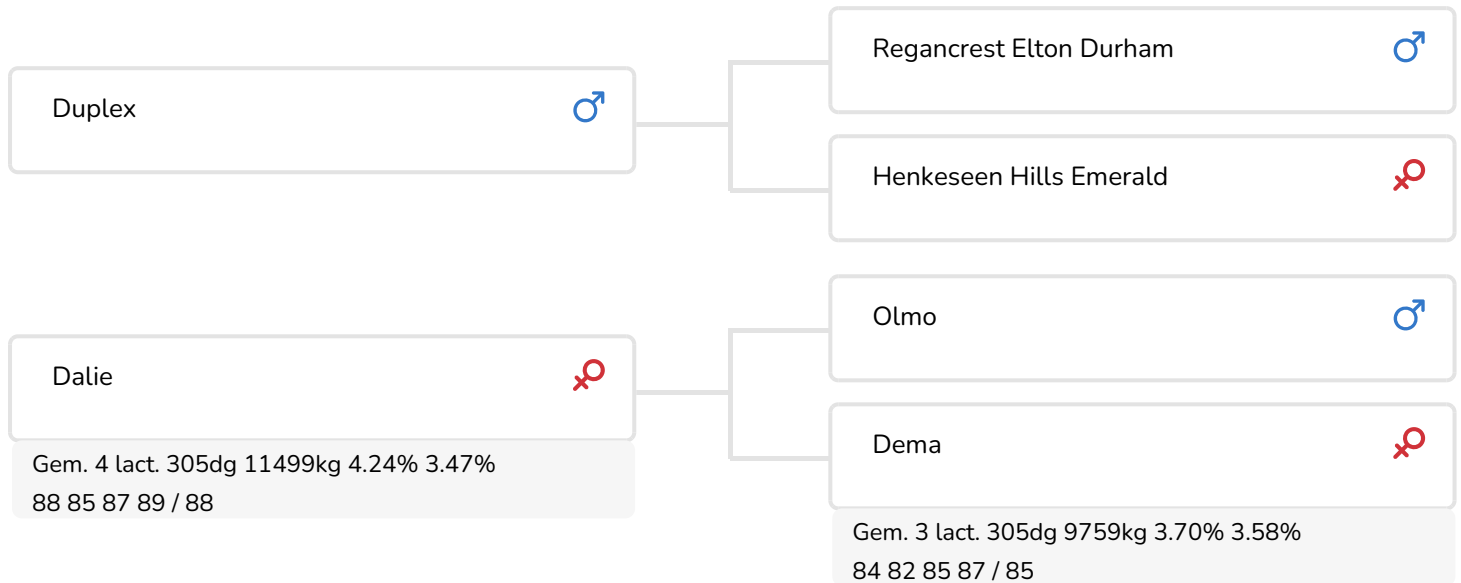 Duplex
Regancrest Elton Durham
Henkeseen Hills Emerald
Dalie
Gem. 4 lact. 305dg 11499kg 4.24% 3.47%
88 85 87 89 / 88
Olmo
Dema
Gem. 3 lact. 305dg 9759kg 3.70% 3.58%
84 82 85 87 / 85